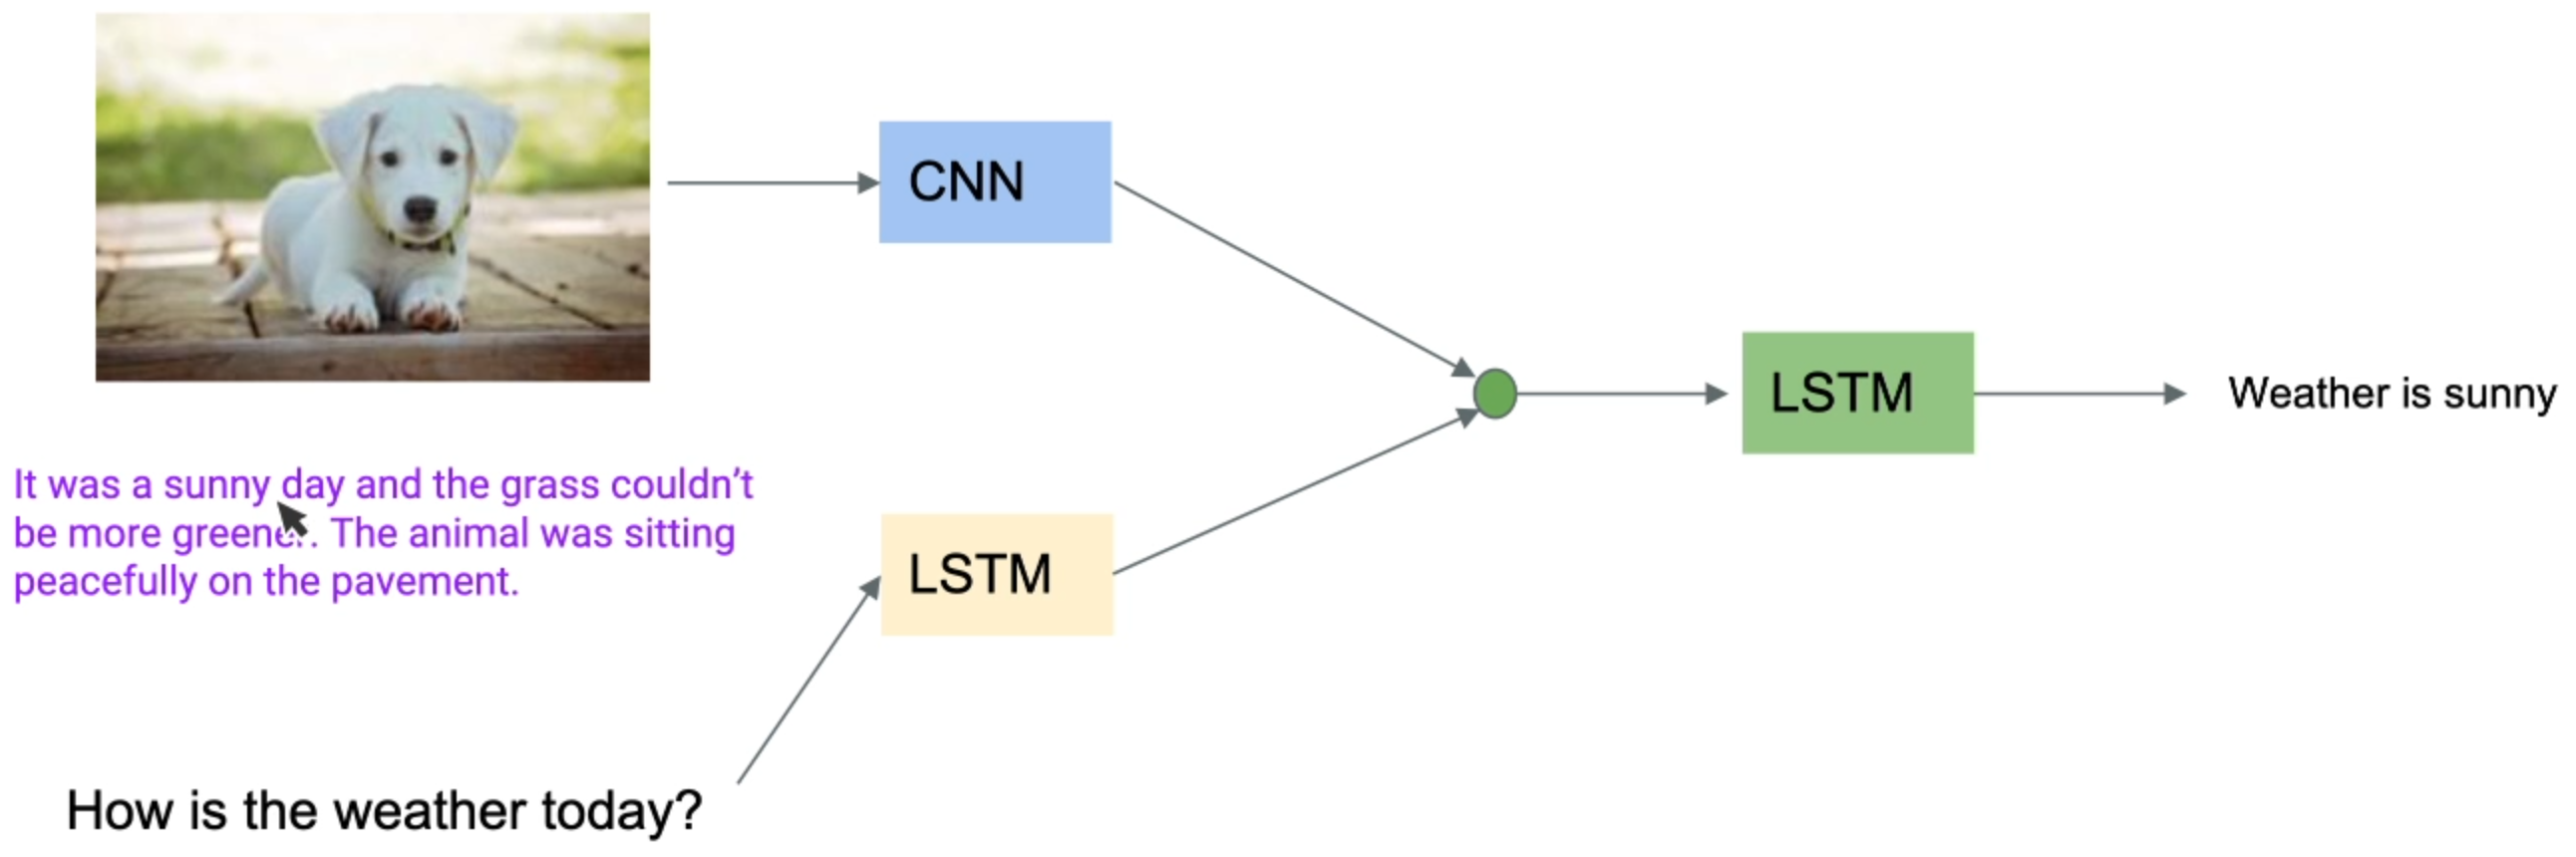 CNN
LSTM
Weather is sunny
It was a sunny day and the grass couldn't
be more greener. The animal was sitting
peacefully on the pavement.
LSTM
How is the weather today?